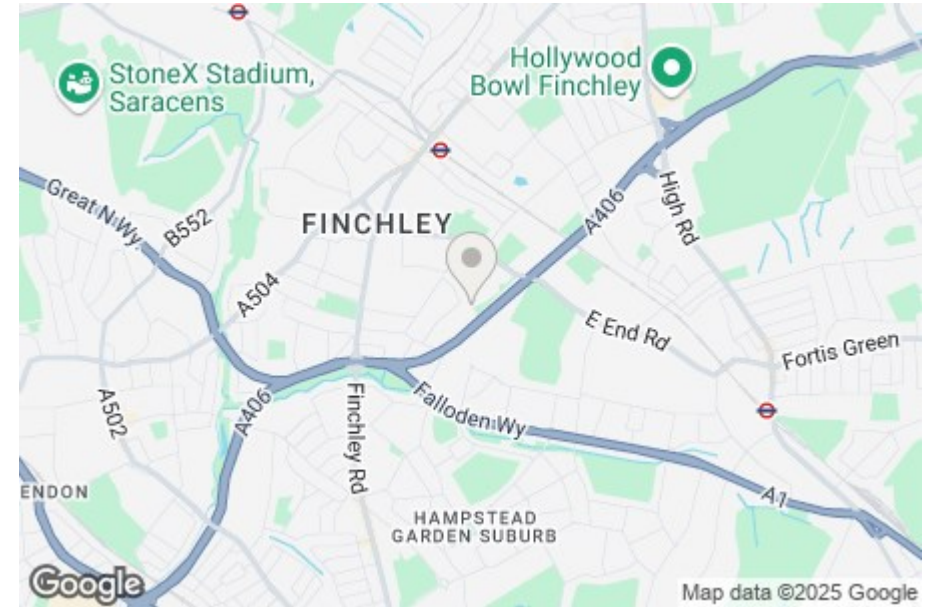 StoneX Stadium,
Saracens
Hollywood
Bowl Finchley
Great N Wy
B552
FINCHLEY
A406
High Rd
A504
E End Rd
Fortis Green
A502
A406
Finchley Rd
Falloden Wy
A1
ENDON
HAMPSTEAD
GARDEN SUBURB
Google
Map data ©2025 Google